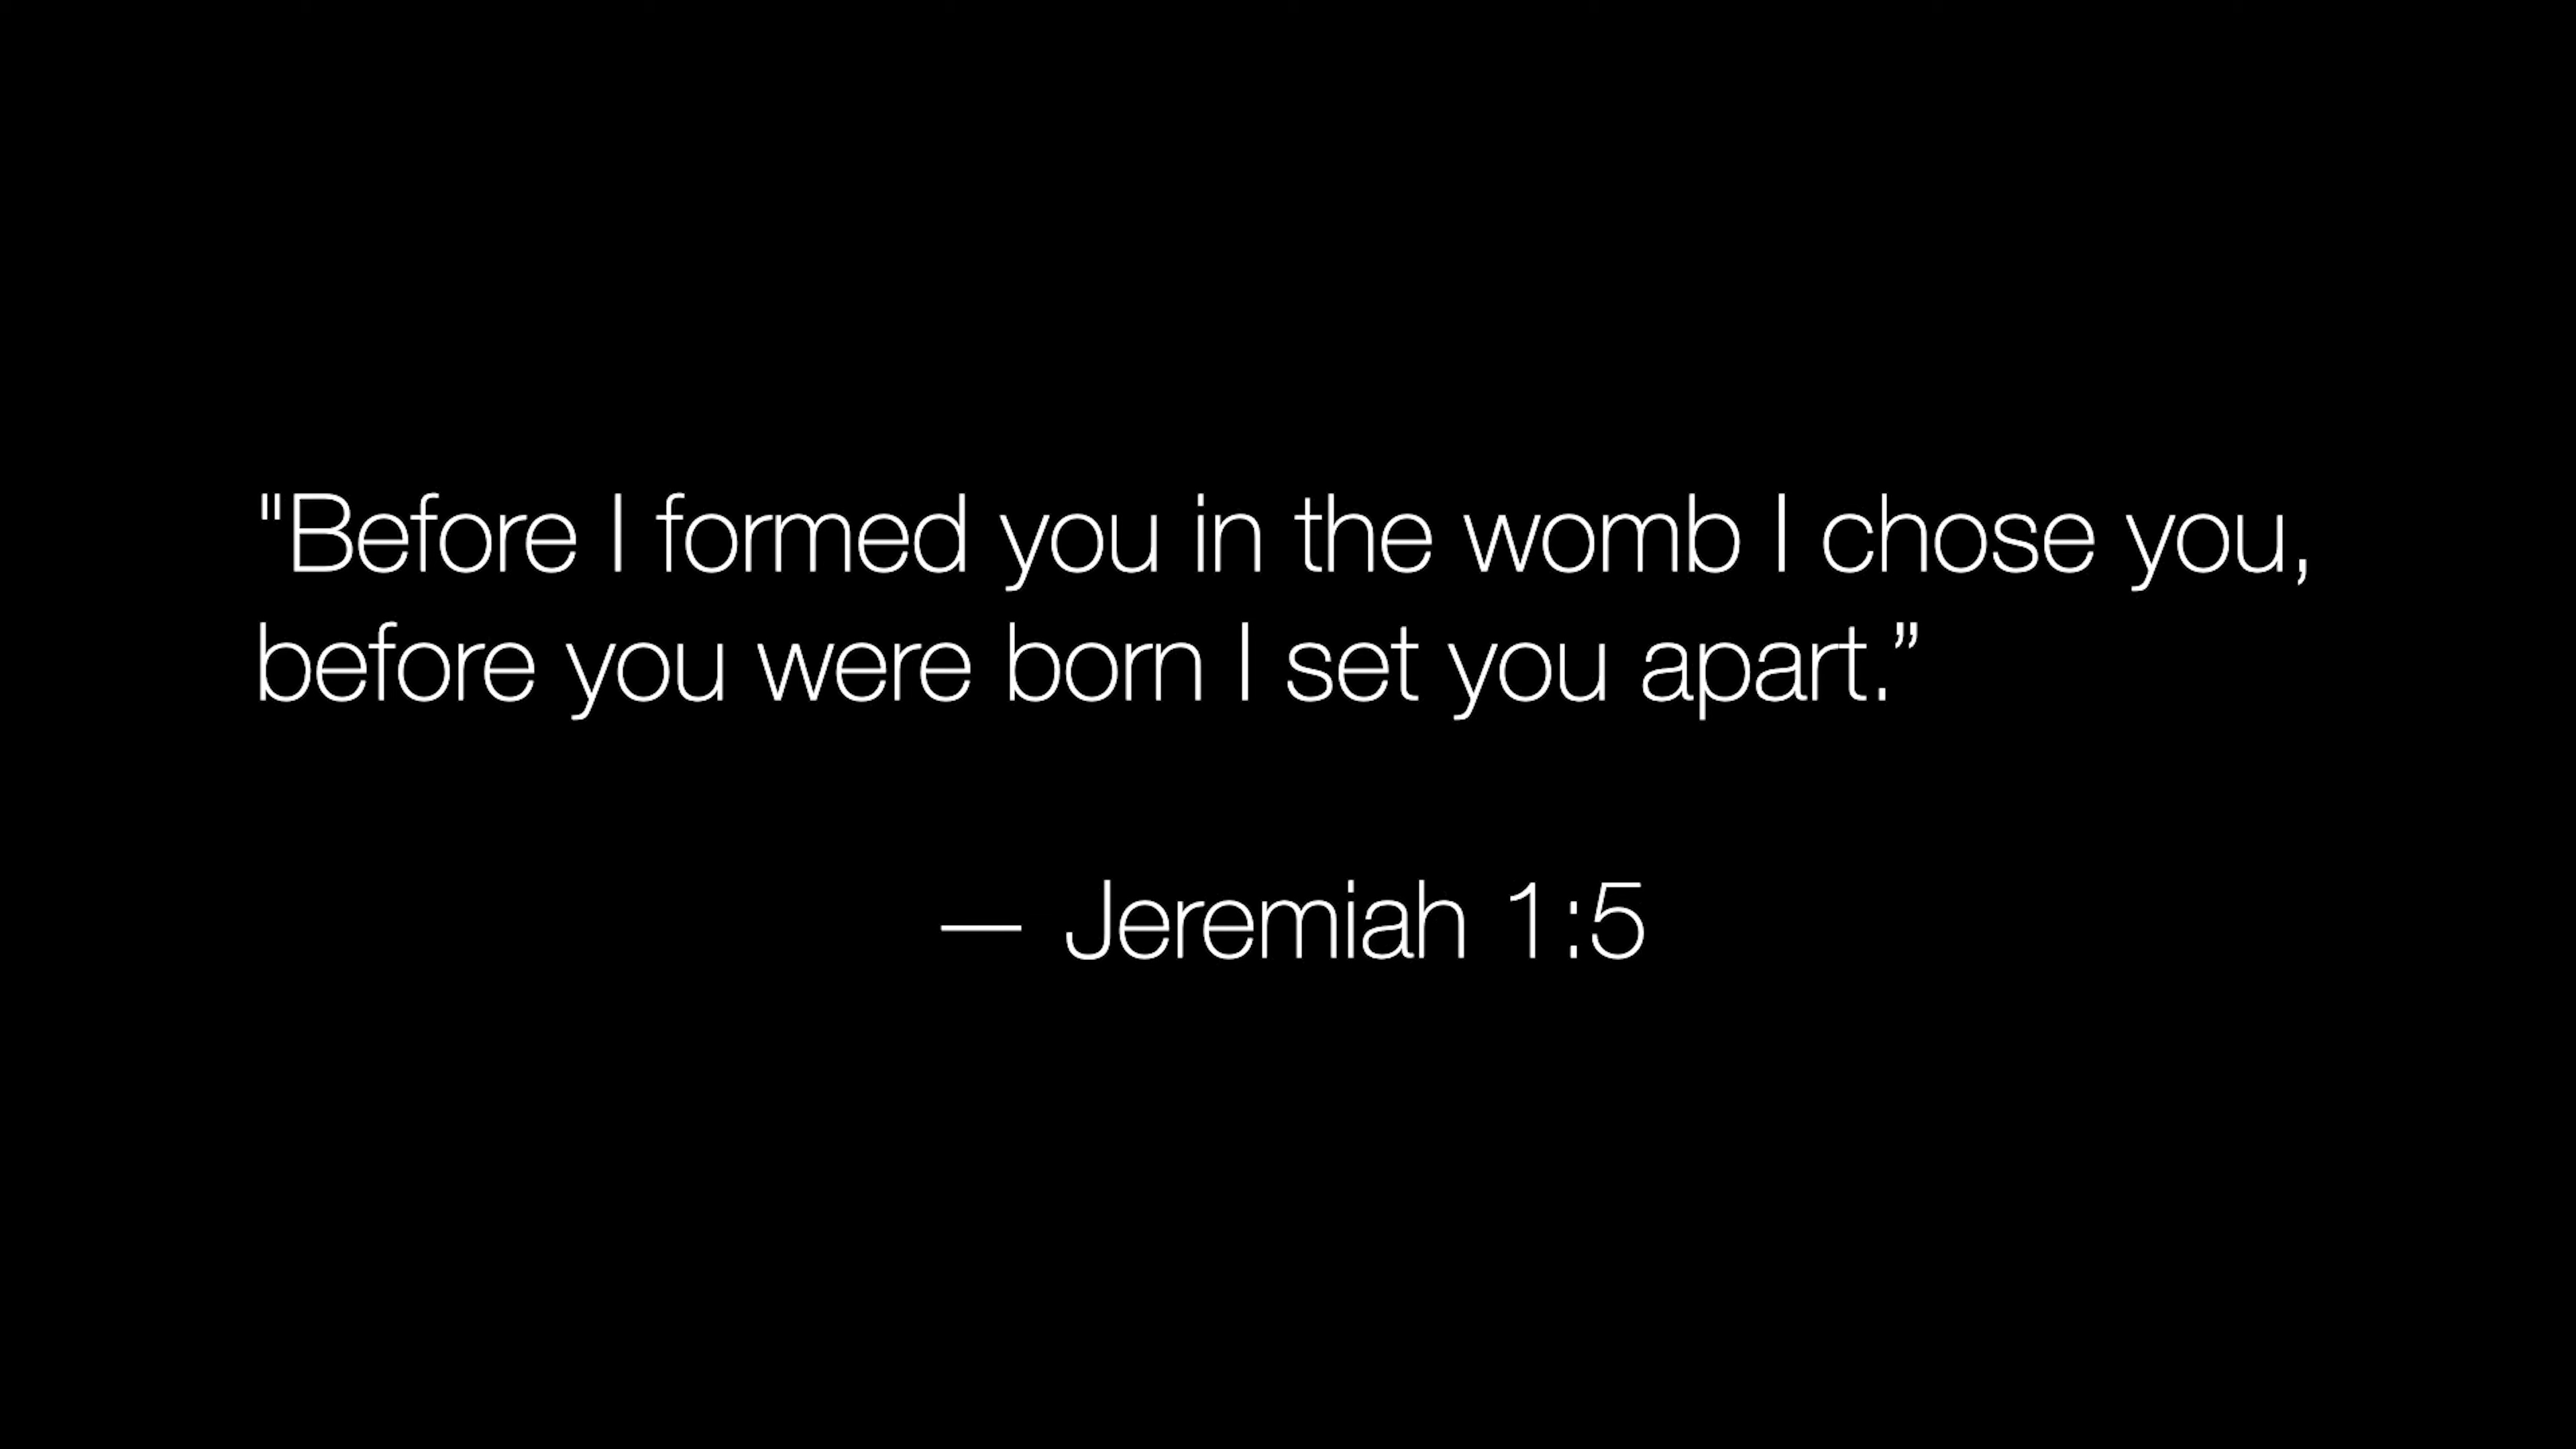 "Before I formed you in the womb I chose you,
before you were born I set you apart.”
— Jeremiah 1:5